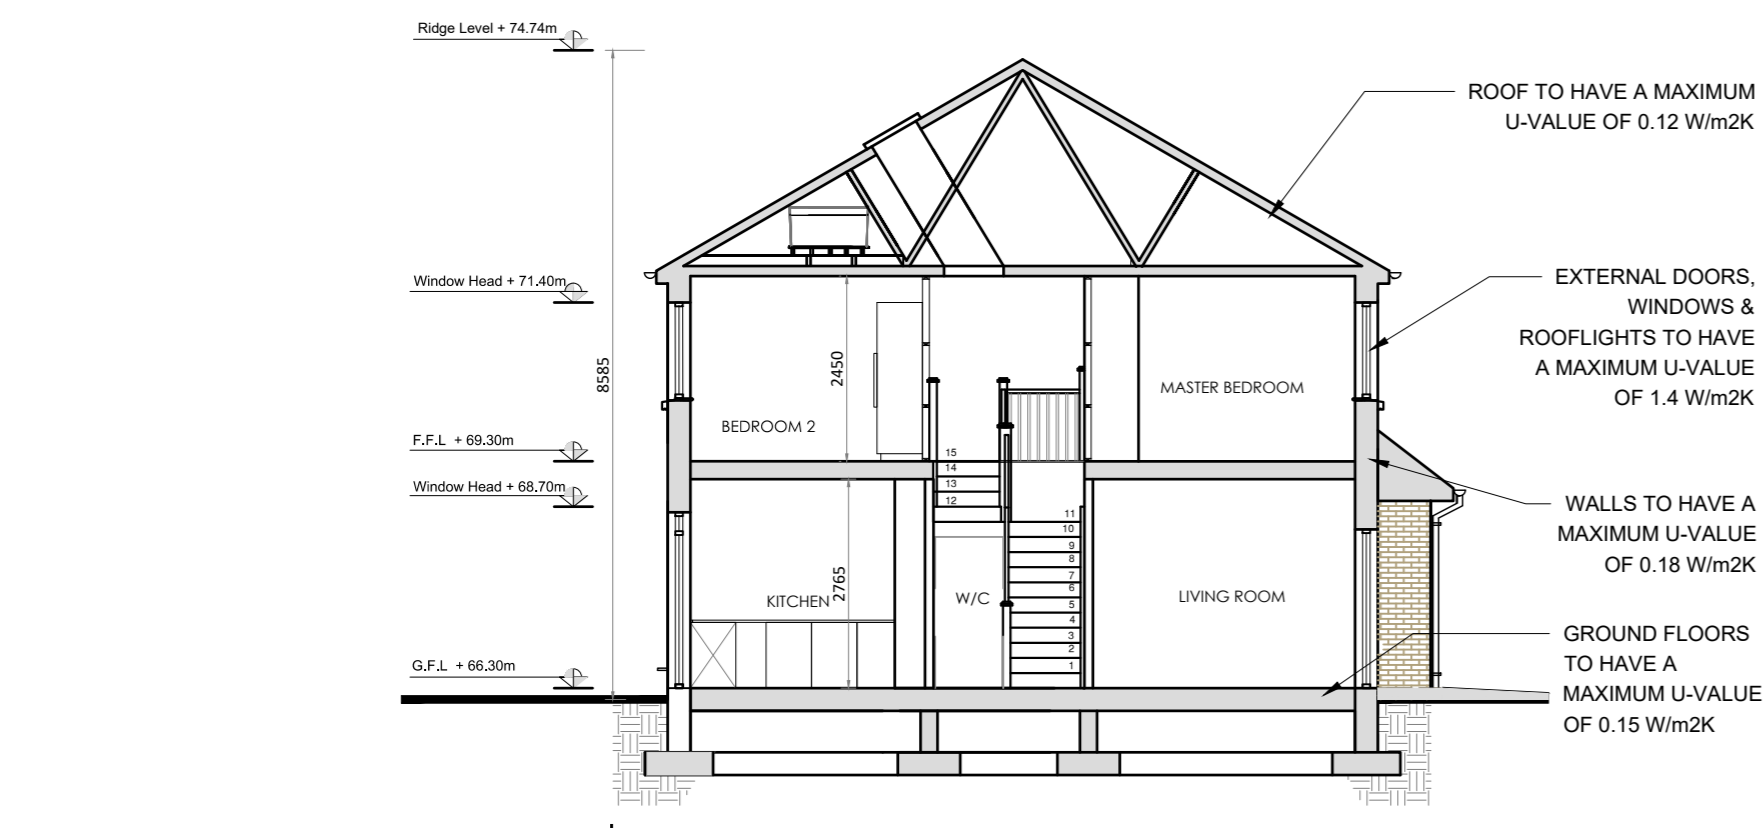 Ridge Level + 74.74m
Window Head + 71.40m
F.F.L + 69.30m
Window Head + 68.70m
G.F.L + 66.30m
8585
2450
2765
BEDROOM 2
MASTER BEDROOM
KITCHEN
W/C
LIVING ROOM
15
14
13
12
11
10
9
8
7
6
5
4
3
2
1
ROOF TO HAVE A MAXIMUM
U-VALUE OF 0.12 W/m2K
EXTERNAL DOORS,
WINDOWS &
ROOFLIGHTS TO HAVE
A MAXIMUM U-VALUE
OF 1.4 W/m2K
WALLS TO HAVE A
MAXIMUM U-VALUE
OF 0.18 W/m2K
GROUND FLOORS
TO HAVE A
MAXIMUM U-VALUE
OF 0.15 W/m2K